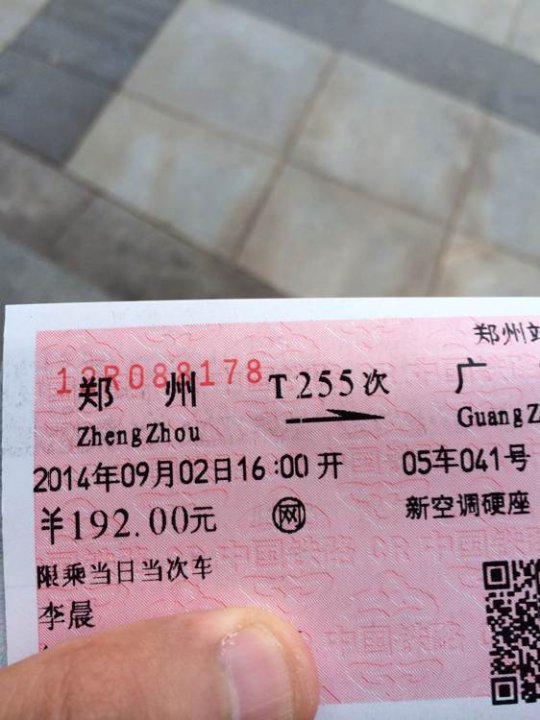 郑州站
12R088178
郑 州 T255次 广
ZhengZhou GuangZ
2014年09月02日16:00开 05车041号
￥192.00元 网 新空调硬座
限乘当日当次车
李晨